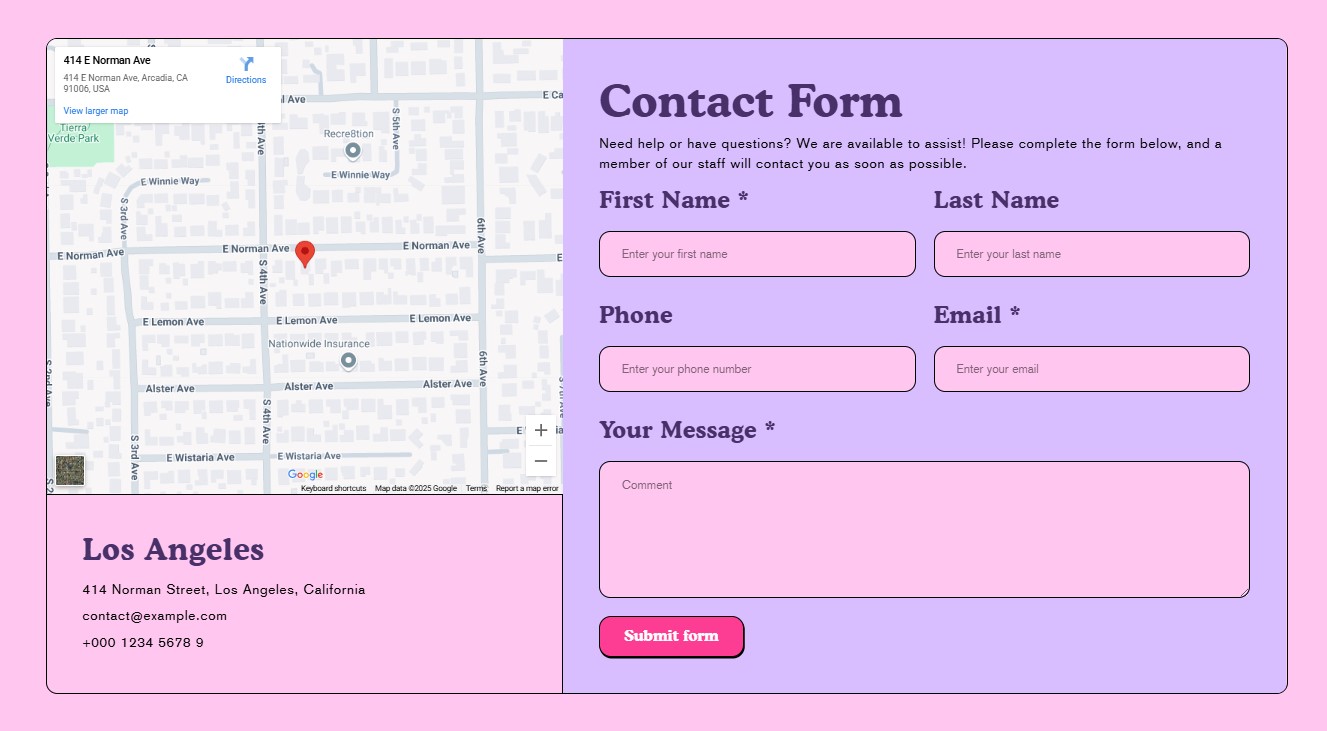 414 E Norman Ave
414 E Norman Ave, Arcadia, CA
91006, USA
Directions
View larger map
l Ave
E Ca
Tierra
Verde Park
S 5th Ave
Recre8tion
E Winnie Way
E Winnie Way
S 3rd Ave
6th Ave
E Norman Ave
E Norman Ave
E Norman Ave
S 4th Ave
E Lemon Ave
E Lemon Ave
E Lemon Ave
Nationwide Insurance
6th Ave
Alster Ave
Alster Ave
Alster Ave
S 4th Ave
S 3rd Ave
E Wistaria Ave
E Wistaria Ave
Google
Keyboard shortcuts
Map data ©2025 Google
Terms
Report a map error
Los Angeles
414 Norman Street, Los Angeles, California
contact@example.com
+000 1234 5678 9
Contact Form
Need help or have questions? We are available to assist! Please complete the form below, and a
member of our staff will contact you as soon as possible.
First Name *
Last Name
Enter your first name
Enter your last name
Phone
Email *
Enter your phone number
Enter your email
Your Message *
Comment
Submit form